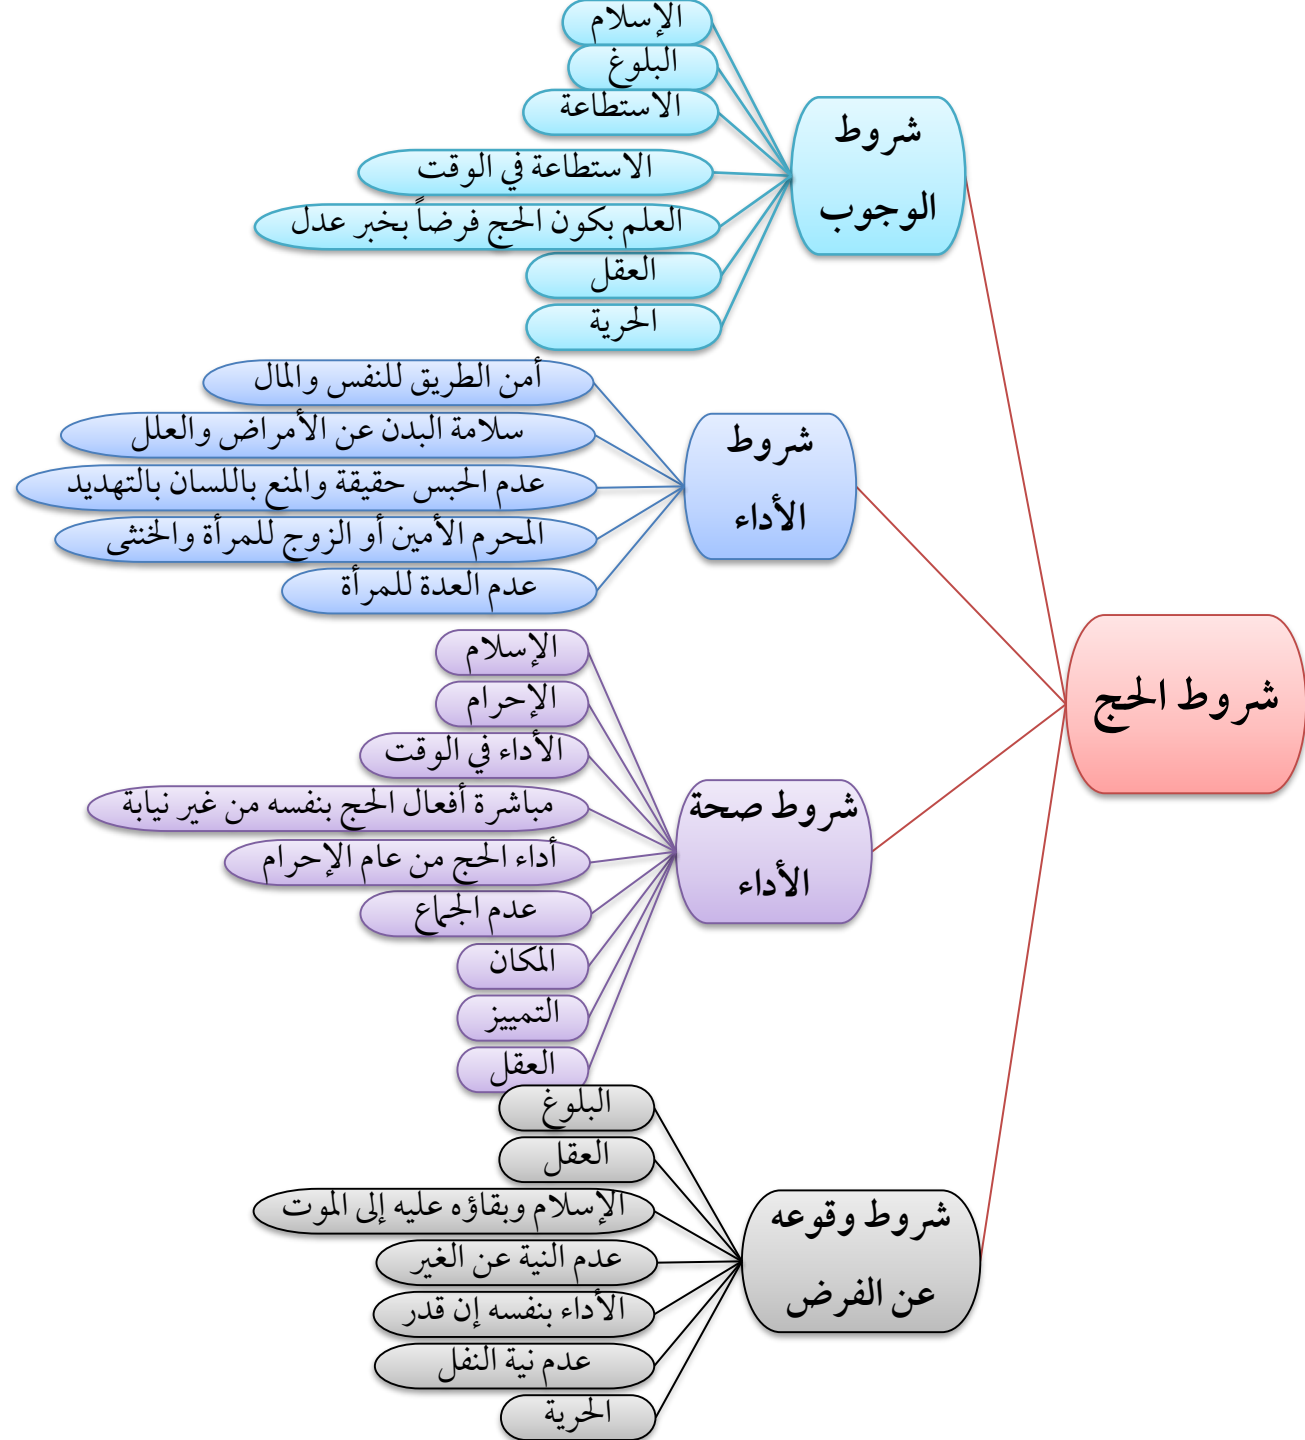 شروط الحج
شروط
الوجوب
الإسلام
البلوغ
الاستطاعة
الاستطاعة في الوقت
العلم بكون الحج فرضاً بخبر عدل
العقل
الحرية
شروط
الأداء
أمن الطريق للنفس والمال
سلامة البدن عن الأمراض والعلل
عدم الحبس حقيقة والمنع باللسان بالتهديد
المحرم الأمين أو الزوج للمرأة والخنثى
عدم العدة للمرأة
شروط صحة
الأداء
الإسلام
الإحرام
الأداء في الوقت
مباشرة أفعال الحج بنفسه من غير نيابة
أداء الحج من عام الإحرام
عدم الجماع
المكان
التمييز
العقل
شروط وقوعه
عن الفرض
البلوغ
العقل
الإسلام وبقاؤه عليه إلى الموت
عدم النية عن الغير
الأداء بنفسه إن قدر
عدم نية النفل
الحرية